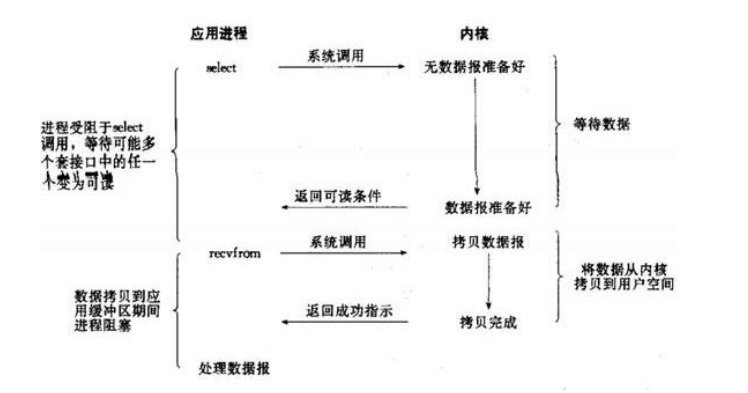 应用进程
内核
select
系统调用
无数据报准备好
进程受阻于select
调用，等待可能多
个套接口中的任一
个变为可读
等待数据
返回可读条件
数据报准备好
recvfrom
系统调用
拷贝数据报
数据拷贝到应
用缓冲区期间
进程阻塞
将数据从内核
拷贝到用户空间
返回成功指示
拷贝完成
处理数据报